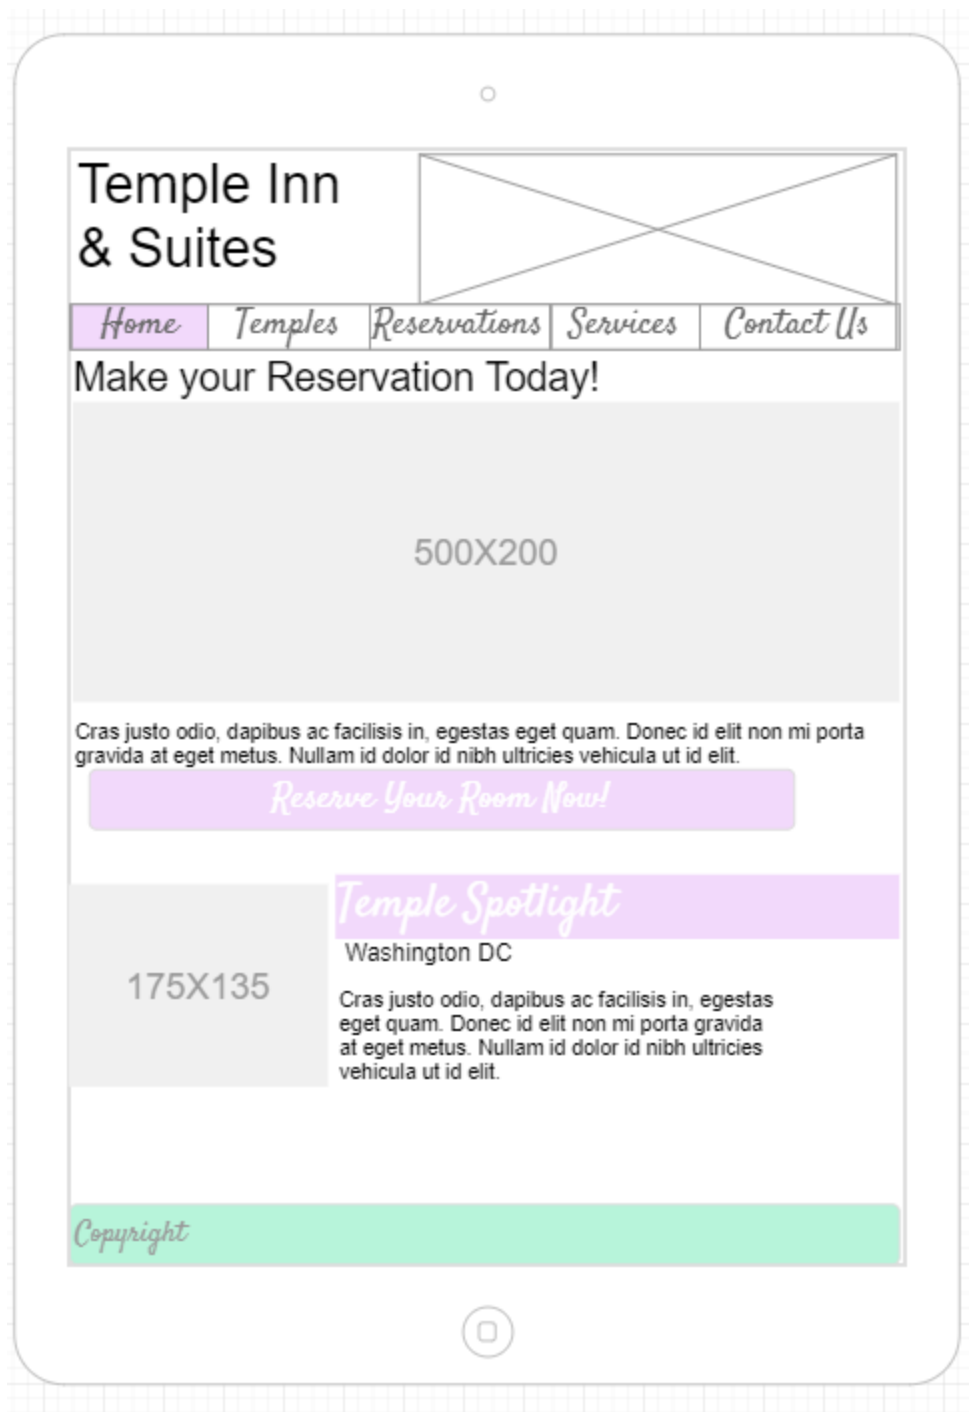 Temple Inn
& Suites
Home Temples Reservations Services Contact Us
Make your Reservation Today!
500X200
Cras justo odio, dapibus ac facilisis in, egestas eget quam. Donec id elit non mi porta
gravida at eget metus. Nullam id dolor id nibh ultricies vehicula ut id elit.
Reserve Your Room Now!
175X135
Temple Spotlight
Washington DC
Cras justo odio, dapibus ac facilisis in, egestas
eget quam. Donec id elit non mi porta gravida
at eget metus. Nullam id dolor id nibh ultricies
vehicula ut id elit.
Copyright